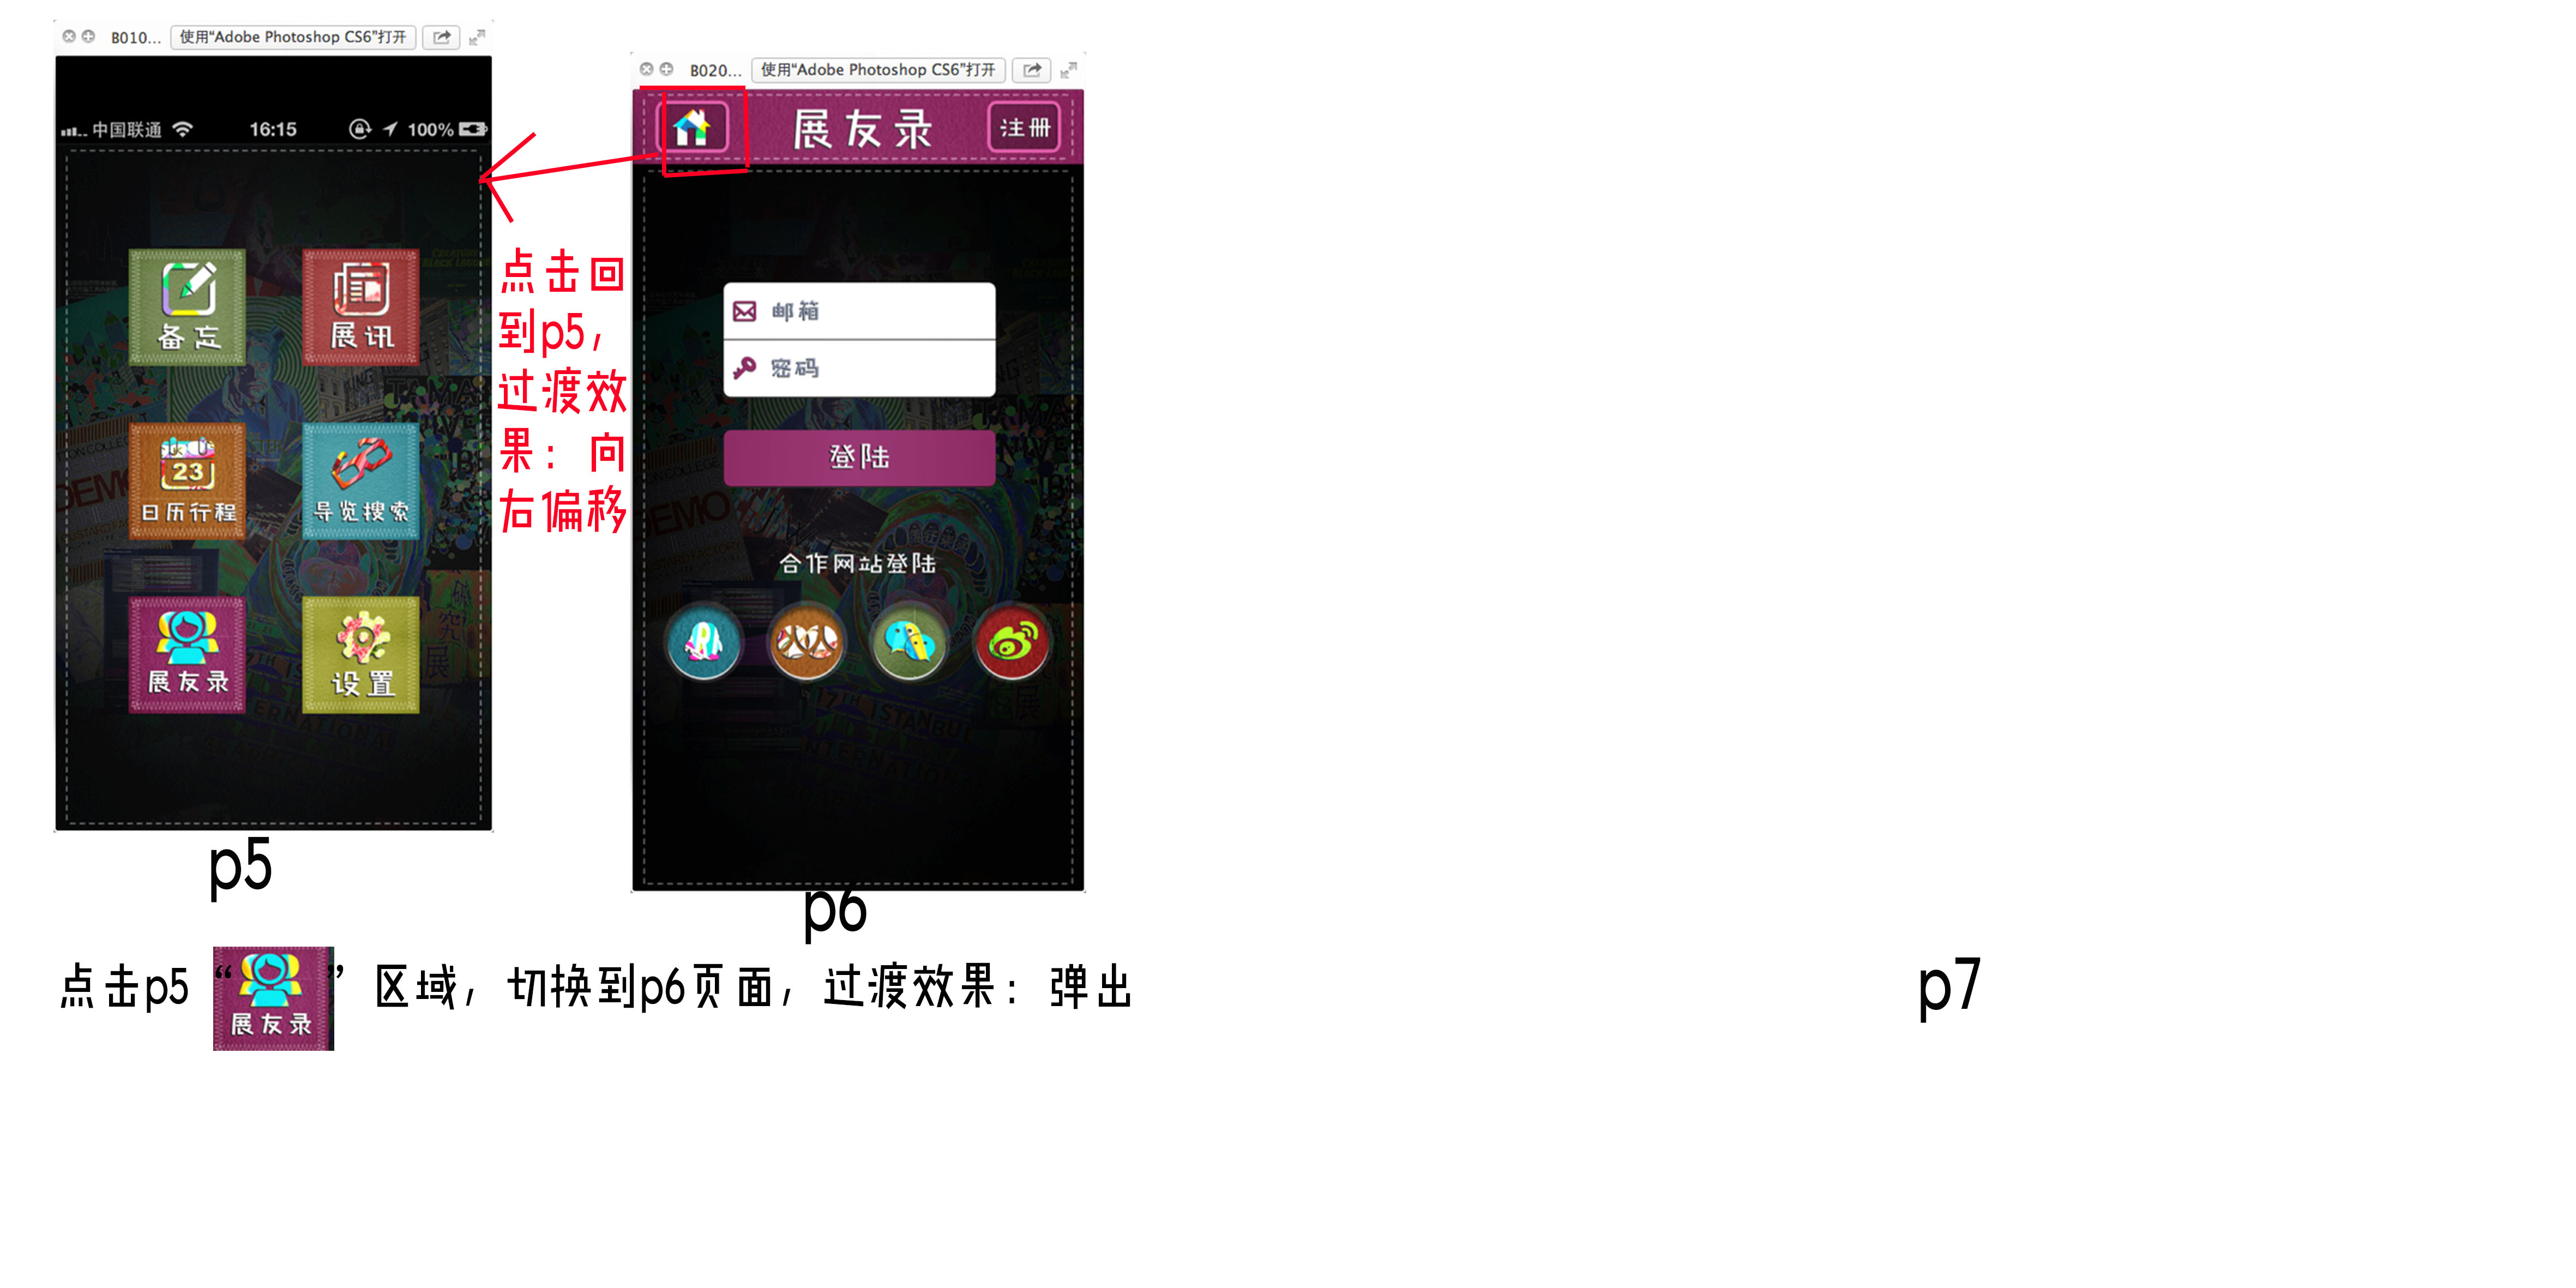 B010... 使用“Adobe Photoshop CS6”打开
中国联通 16:15 100%
备忘
展讯
23
日历行程
导览搜索
展友录
设置
p5
点击回
到p5，
过渡效
果：向
右偏移
B020... 使用“Adobe Photoshop CS6”打开
展友录
注册
邮箱
密码
登陆
合作网站登陆
p6
点击p5“展友录”区域，切换到p6页面，过渡效果：弹出
p7